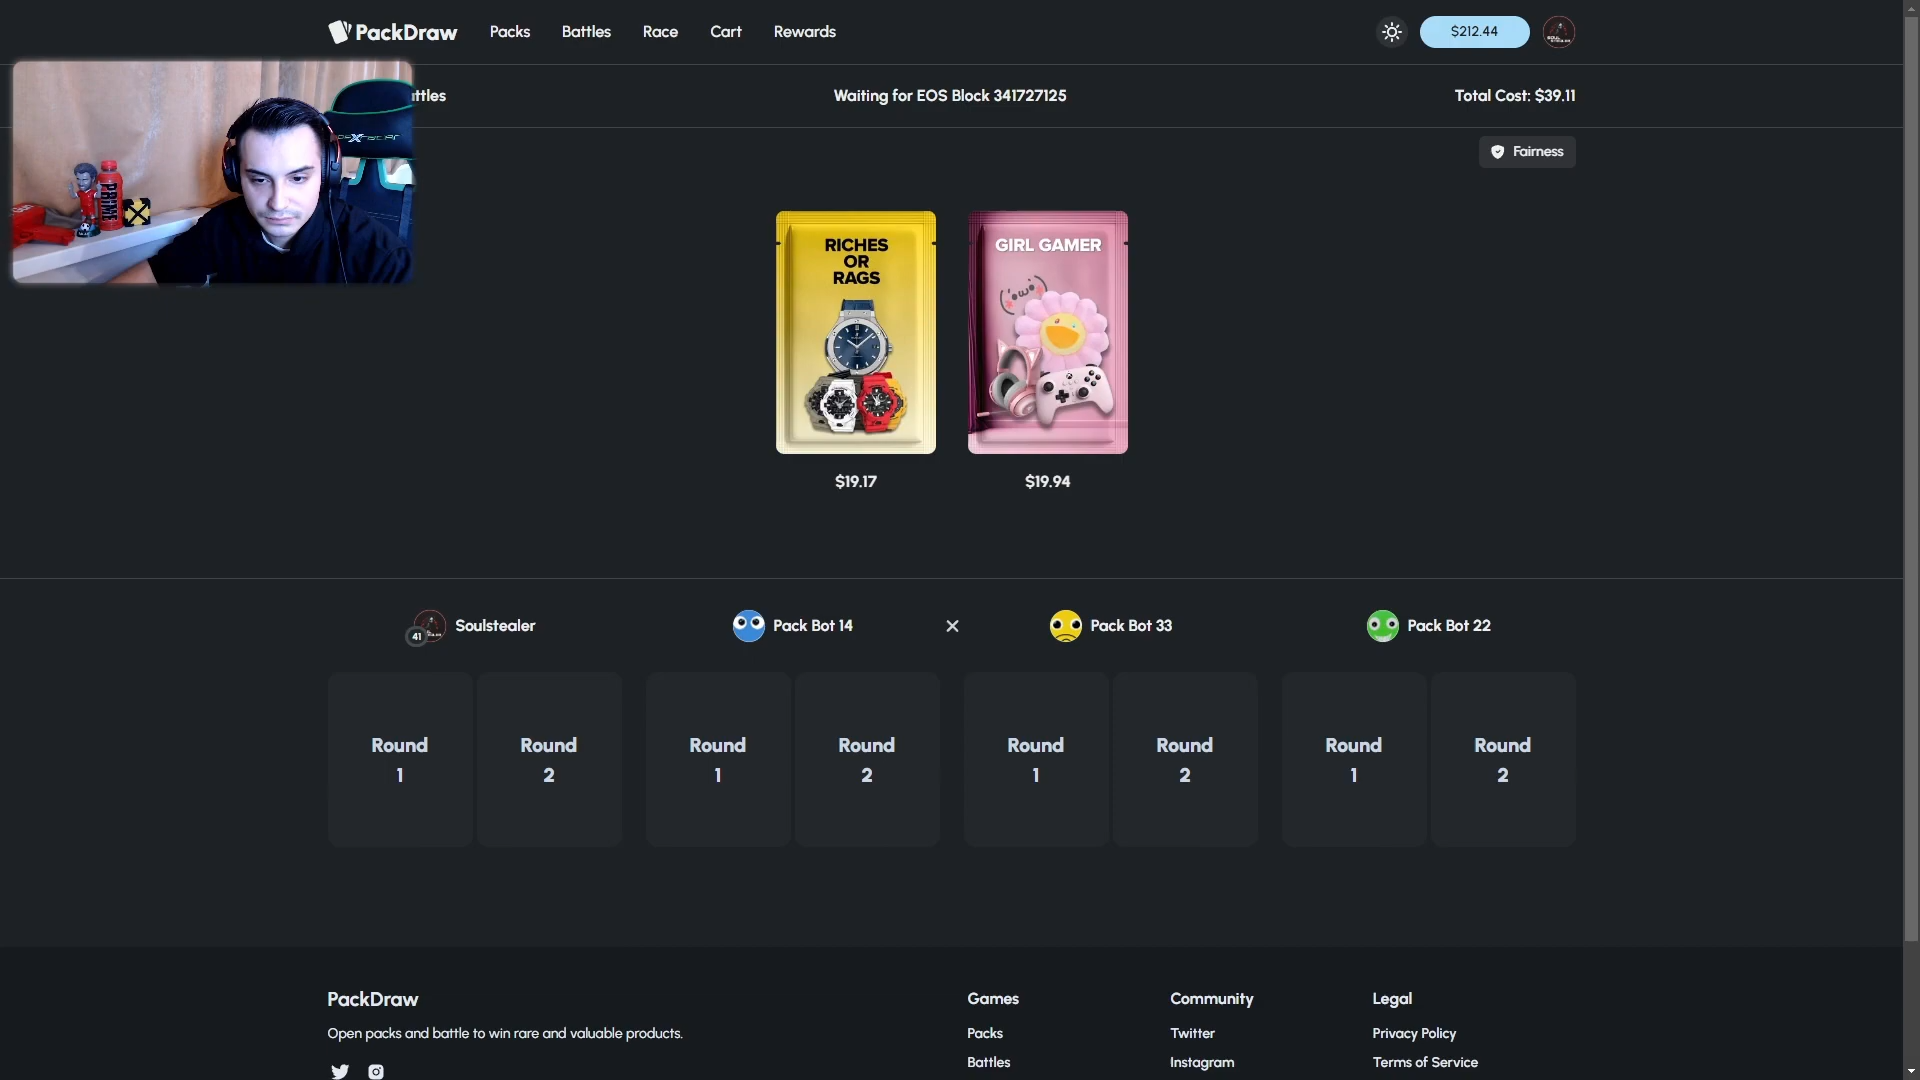 PackDraw
Packs
Battles
Race
Cart
Rewards
$212.44
ttles
Waiting for EOS Block 341727125
Total Cost: $39.11
Fairness
PRIME
RICHES
OR
RAGS
GIRL GAMER
$19.17
$19.94
41
Soulstealer
Pack Bot 14
Pack Bot 33
Pack Bot 22
Round
1
Round
2
Round
1
Round
2
Round
1
Round
2
Round
1
Round
2
PackDraw
Open packs and battle to win rare and valuable products.
Games
Packs
Battles
Community
Twitter
Instagram
Legal
Privacy Policy
Terms of Service